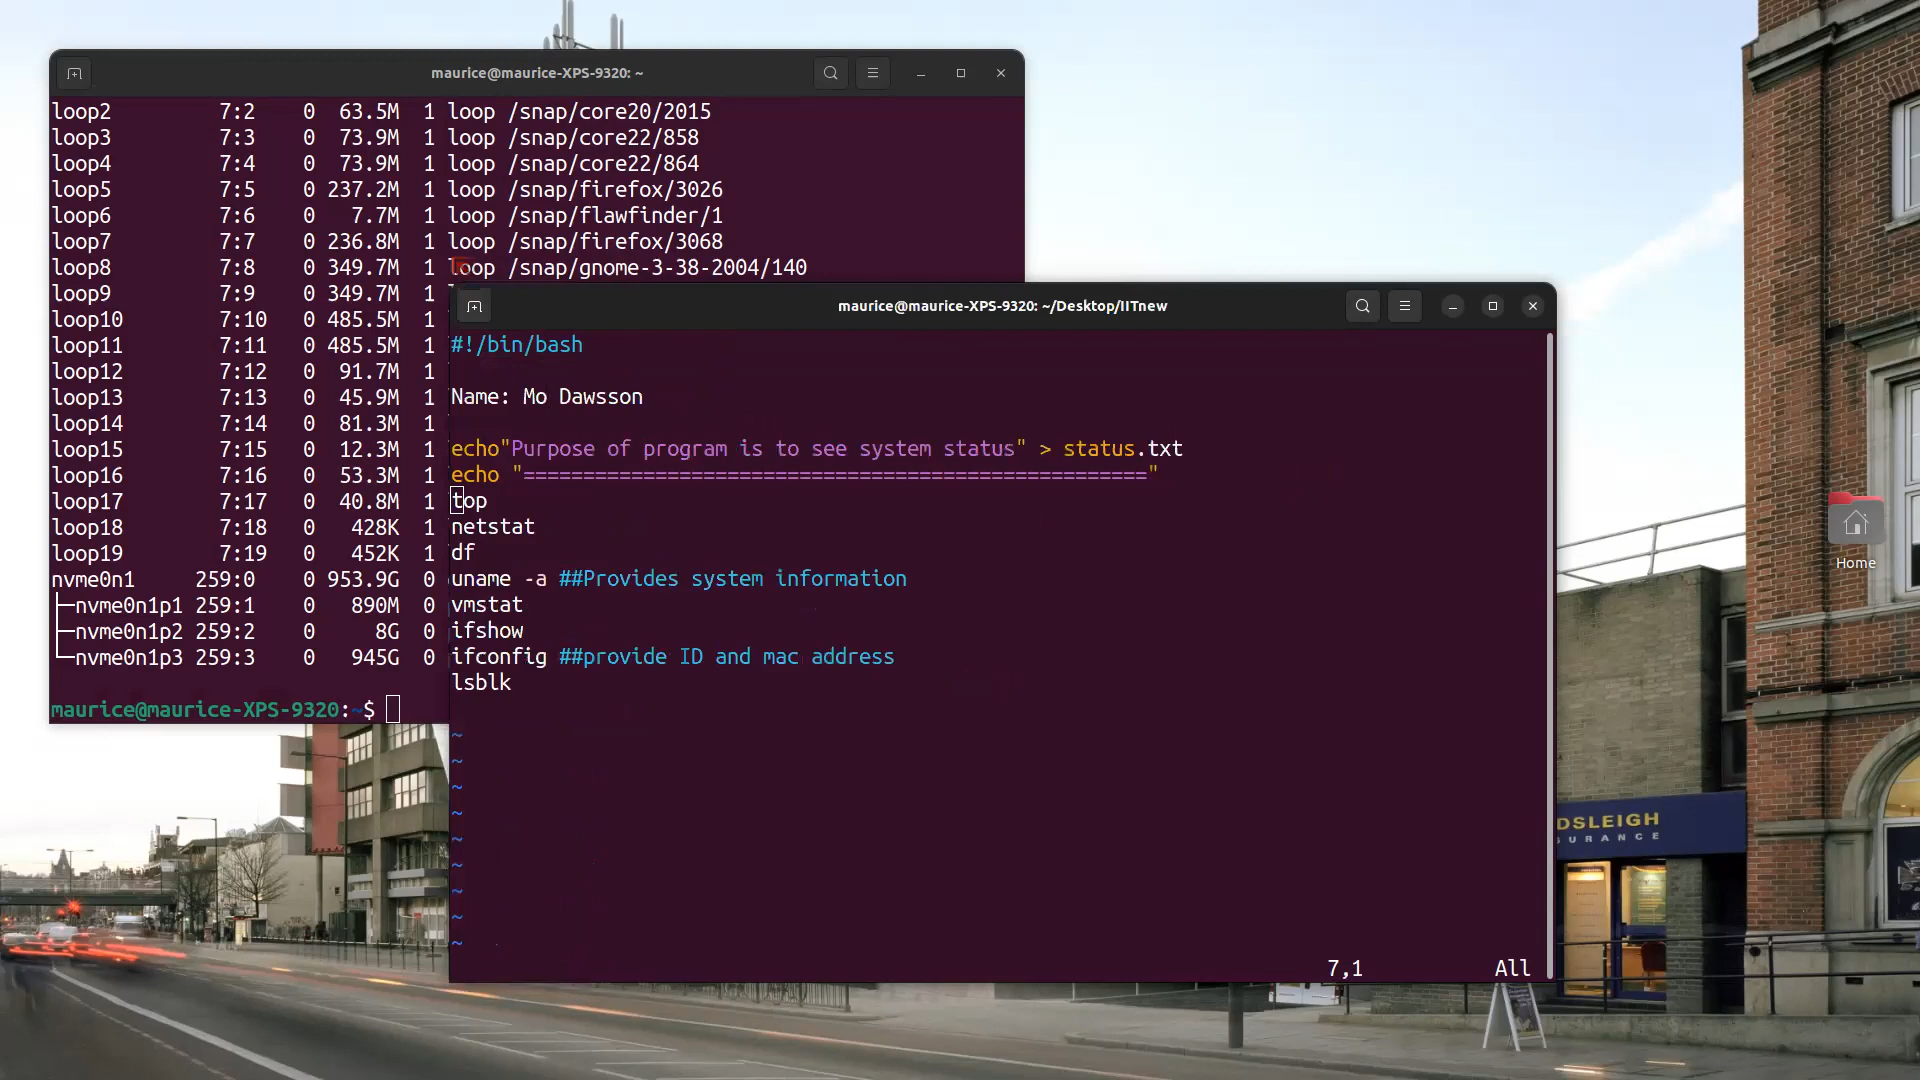 maurice@maurice-XPS-9320: ~
loop2 7:2 0 63.5M 1 loop /snap/core20/2015
loop3 7:3 0 73.9M 1 loop /snap/core22/858
loop4 7:4 0 73.9M 1 loop /snap/core22/864
loop5 7:5 0 237.2M 1 loop /snap/firefox/3026
loop6 7:6 0 7.7M 1 loop /snap/flawfinder/1
loop7 7:7 0 236.8M 1 loop /snap/firefox/3068
loop8 7:8 0 349.7M 1 loop /snap/gnome-3-38-2004/140
loop9 7:9 0 349.7M 1
loop10 7:10 0 485.5M 1
loop11 7:11 0 485.5M 1
loop12 7:12 0 91.7M 1
loop13 7:13 0 45.9M 1
loop14 7:14 0 81.3M 1
loop15 7:15 0 12.3M 1
loop16 7:16 0 53.3M 1
loop17 7:17 0 40.8M 1
loop18 7:18 0 428K 1
loop19 7:19 0 452K 1
nvme0n1 259:0 0 953.9G 0
├─nvme0n1p1 259:1 0 890M 0
├─nvme0n1p2 259:2 0 8G 0
└─nvme0n1p3 259:3 0 945G 0
maurice@maurice-XPS-9320:~$
maurice@maurice-XPS-9320: ~/Desktop/IITnew
#!/bin/bash
Name: Mo Dawsson
echo"Purpose of program is to see system status" > status.txt
echo "===================================================="
top
netstat
df
uname -a ##Provides system information
vmstat
ifshow
ifconfig ##provide ID and mac address
lsblk
~
~
~
~
~
~
~
~
~
7,1 All
Home
DSLEIGH
SURANCE